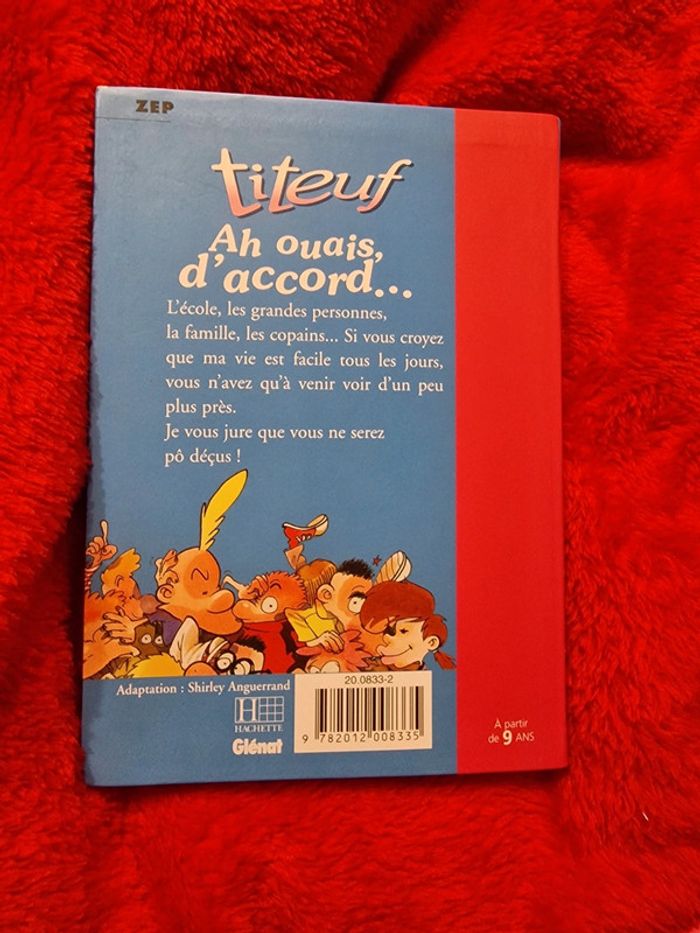 ZEP
titeuf
Ah ouais,
d'accord...
L'école, les grandes personnes,
la famille, les copains... Si vous croyez
que ma vie est facile tous les jours,
vous n'avez qu'à venir voir d'un peu
plus près.
Je vous jure que vous ne serez
pô déçus !
Adaptation : Shirley Anguerrand
H
HACHETTE
Glénat
20.0833-2
9 782012 008335
À partir
de 9 ANS